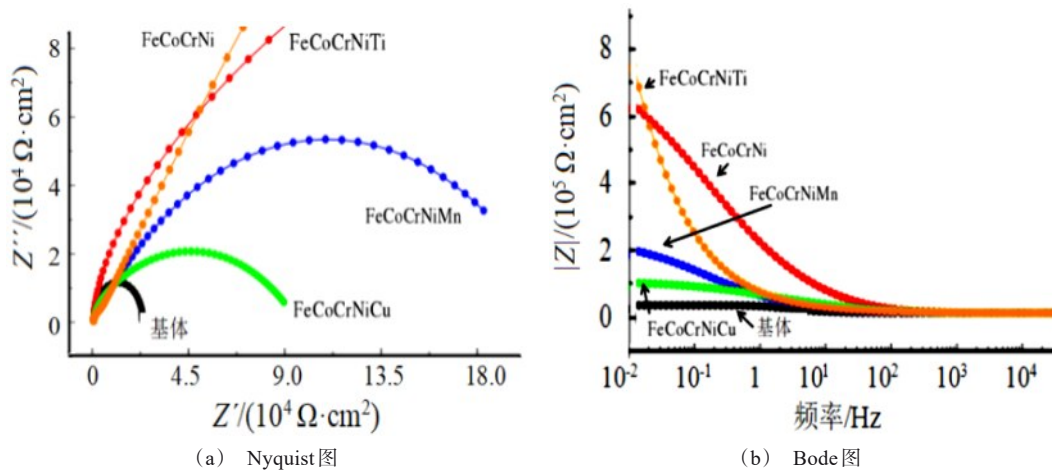 8
6
4
2
0
Z″/(10⁴ Ω·cm²)
FeCoCrNi
FeCoCrNiTi
FeCoCrNiMn
FeCoCrNiCu
基体
0 4.5 9.0 13.5 18.0
Z′/(10⁴ Ω·cm²)
(a) Nyquist图
8
6
4
2
0
|Z|/(10⁵ Ω·cm²)
FeCoCrNiTi
FeCoCrNi
FeCoCrNiMn
FeCoCrNiCu
基体
10⁻² 10⁻¹ 1 10¹ 10² 10³ 10⁴
频率/Hz
(b) Bode图